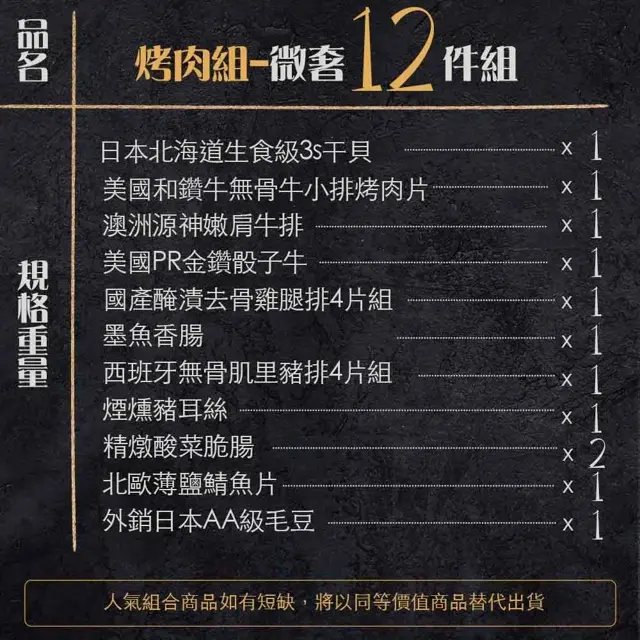 品名
烤肉組-微奢12件組
規格重量
日本北海道生食級3s干貝 x 1
美國和鑽牛無骨牛小排烤肉片 x 1
澳洲源神嫩肩牛排 x 1
美國PR金鑽骰子牛 x 1
國產醃漬去骨雞腿排4片組 x 1
墨魚香腸 x 1
西班牙無骨肌里豬排4片組 x 1
煙燻豬耳絲 x 1
精燉酸菜脆腸 x 2
北歐薄鹽鯖魚片 x 1
外銷日本AA級毛豆 x 1
人氣組合商品如有短缺，將以同等價值商品替代出貨